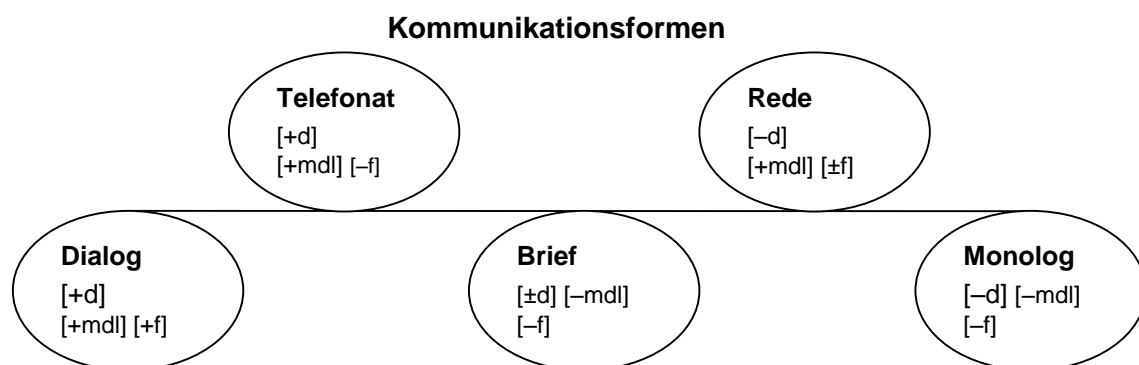 Kommunikationsformen
Telefonat
[+d]
[+mdl] [–f]
Rede
[–d]
[+mdl] [±f]
Dialog
[+d]
[+mdl] [+f]
Brief
[±d] [–mdl]
[–f]
Monolog
[–d] [–mdl]
[–f]